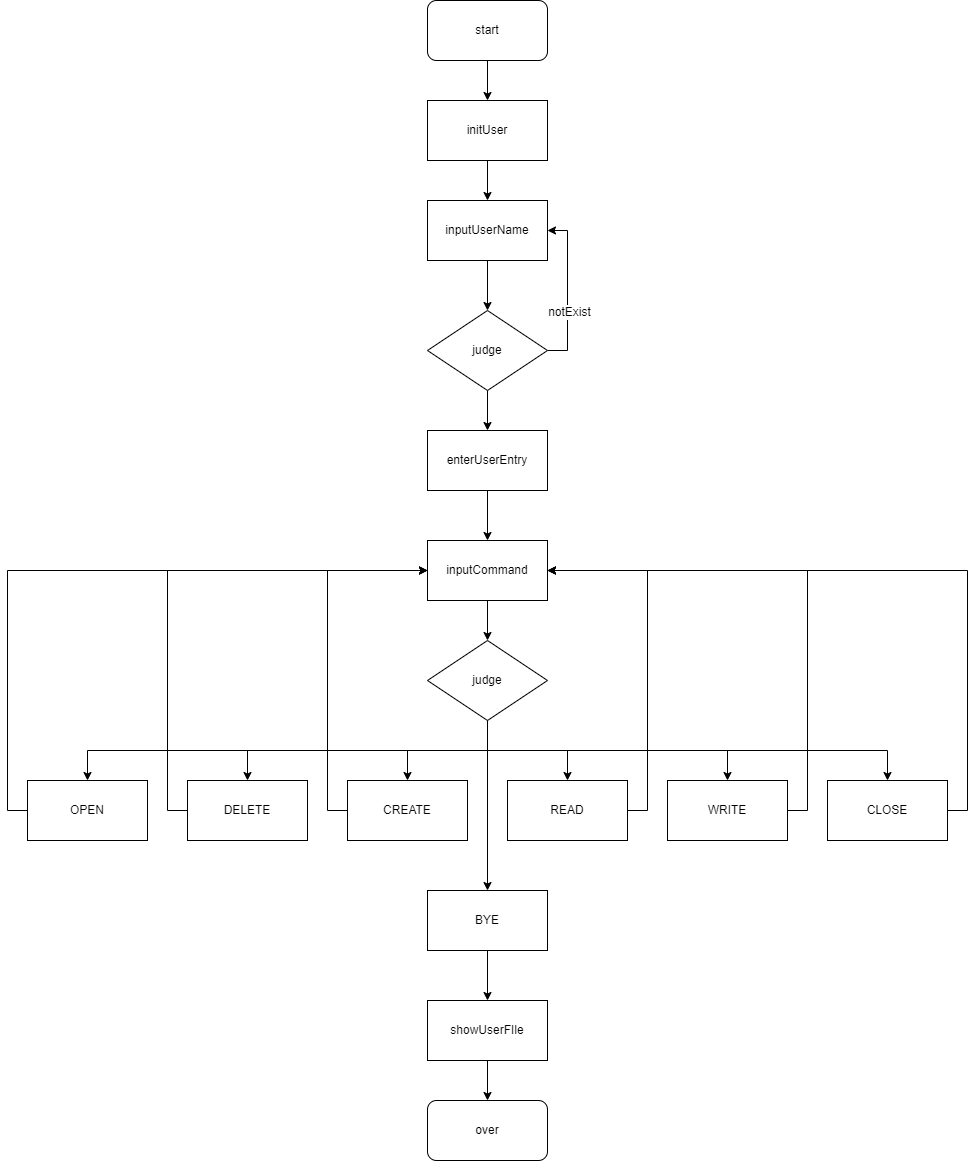 start
initUser
inputUserName
notExist
judge
enterUserEntry
inputCommand
judge
OPEN
DELETE
CREATE
READ
WRITE
CLOSE
BYE
showUserFIle
over